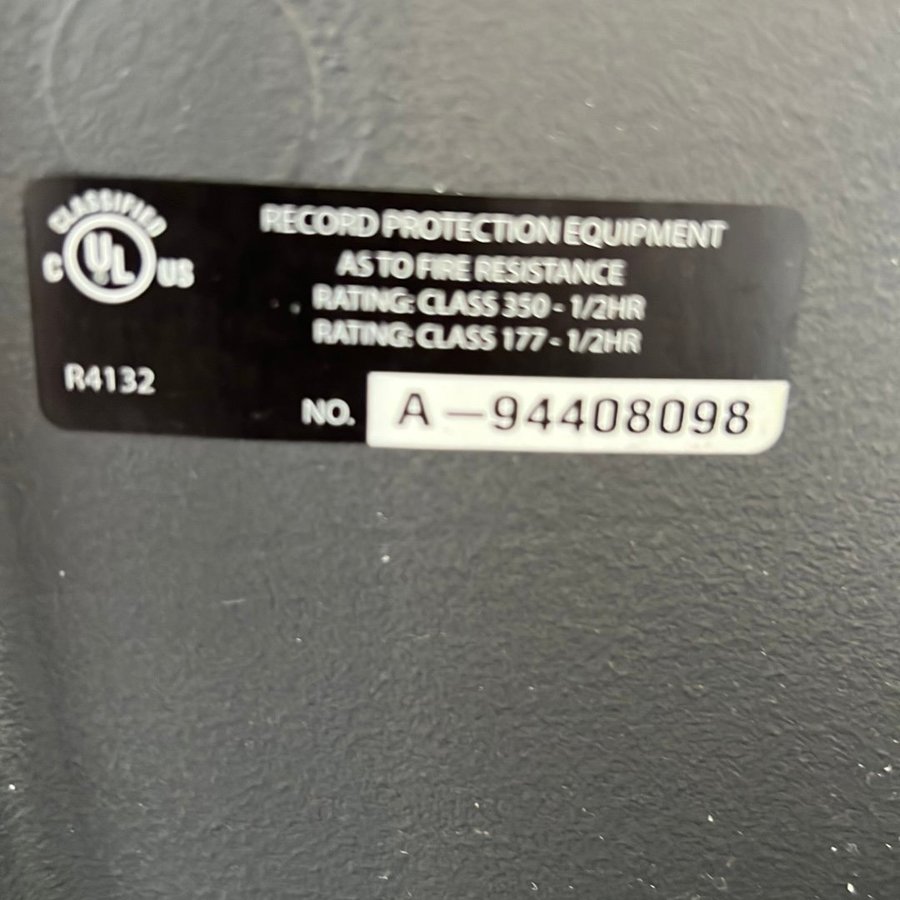 CLASSIFIED
C UL US
RECORD PROTECTION EQUIPMENT
AS TO FIRE RESISTANCE
RATING: CLASS 350 - 1/2HR
RATING: CLASS 177 - 1/2HR
R4132
NO. A-94408098